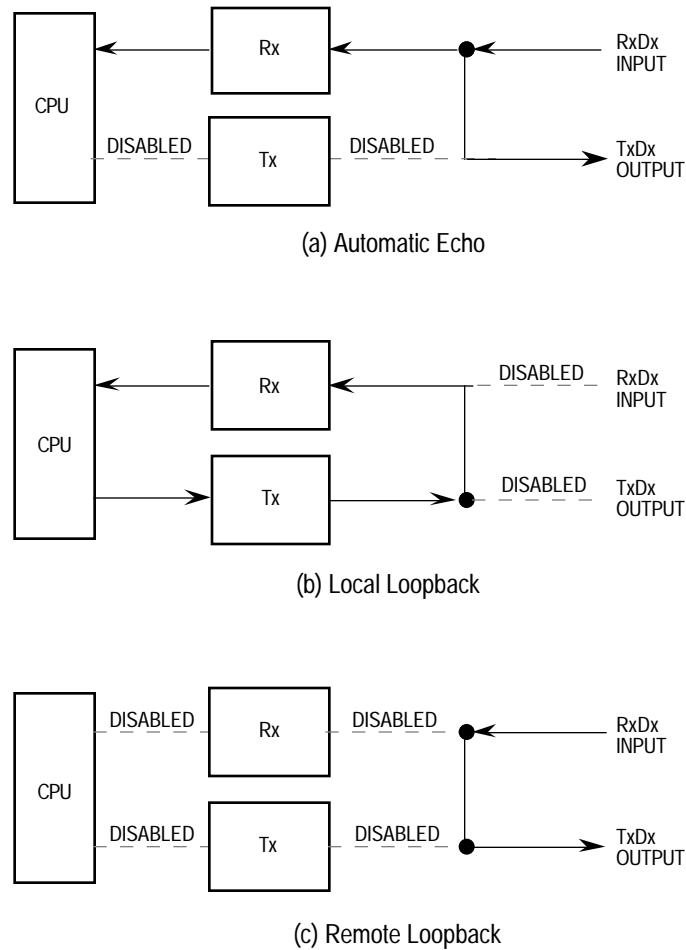 Rx
RxDx
INPUT
CPU
DISABLED
Tx
DISABLED
TxDx
OUTPUT
(a) Automatic Echo
Rx
DISABLED
RxDx
INPUT
CPU
Tx
DISABLED
TxDx
OUTPUT
(b) Local Loopback
DISABLED
Rx
DISABLED
RxDx
INPUT
CPU
DISABLED
Tx
DISABLED
TxDx
OUTPUT
(c) Remote Loopback